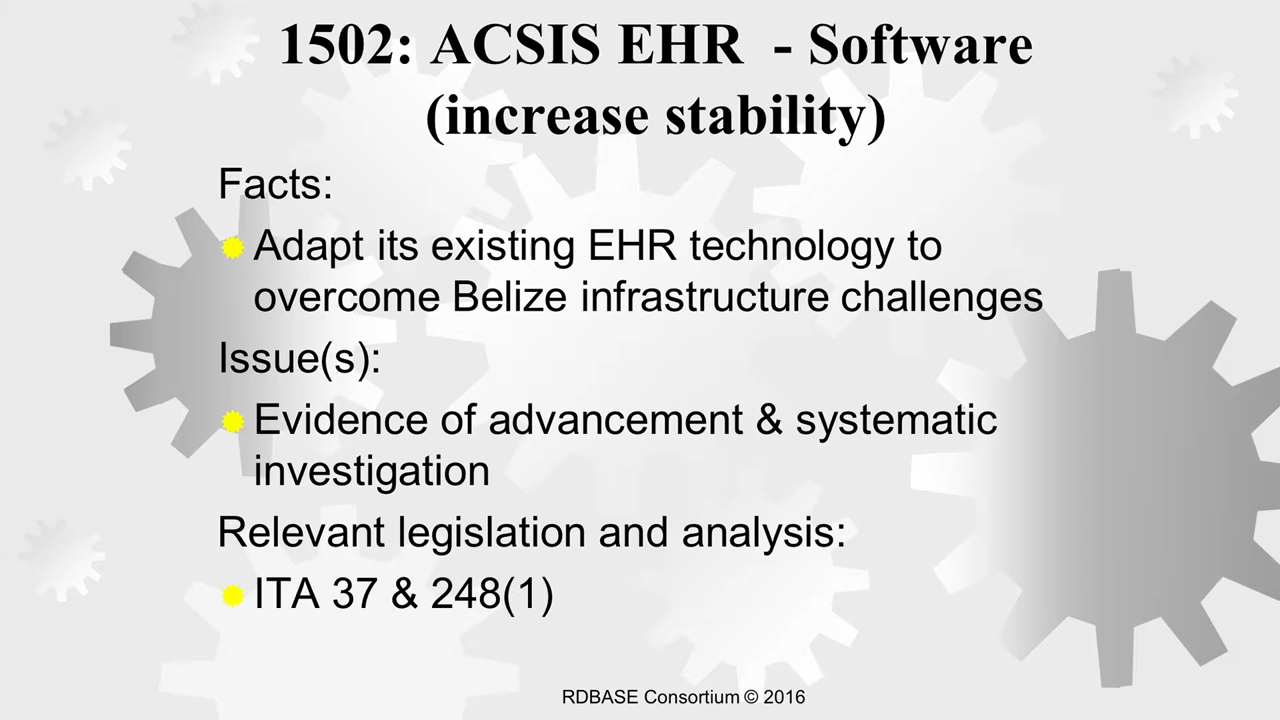 1502: ACSIS EHR - Software
(increase stability)
Facts:
Adapt its existing EHR technology to
overcome Belize infrastructure challenges
Issue(s):
Evidence of advancement & systematic
investigation
Relevant legislation and analysis:
ITA 37 & 248(1)
RDBASE Consortium © 2016